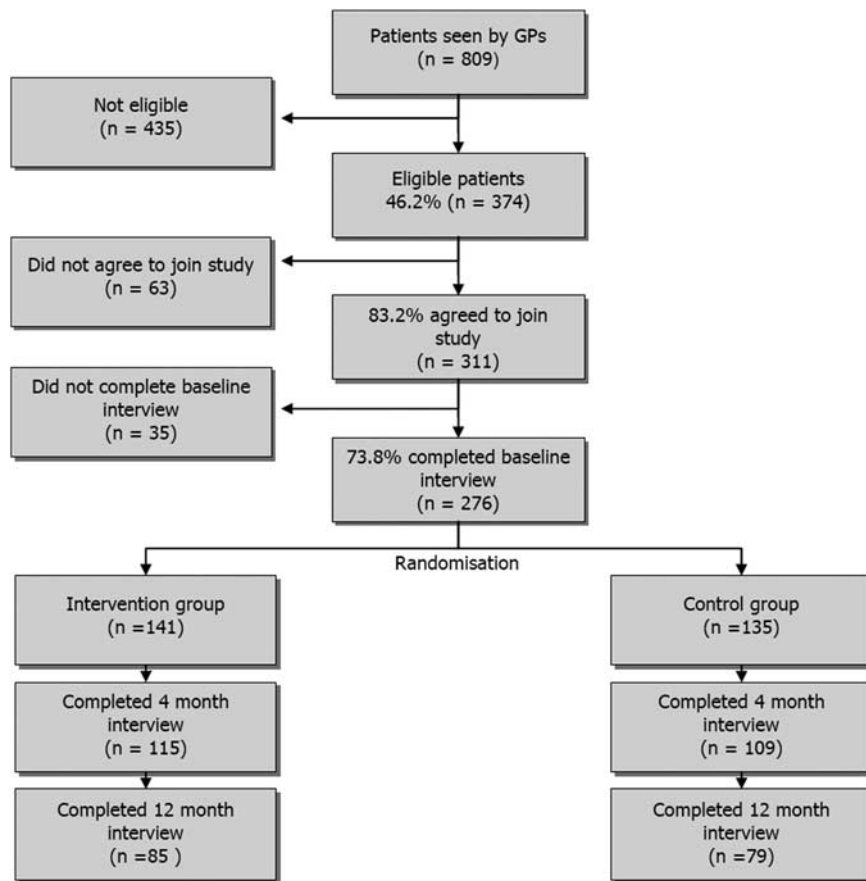 Patients seen by GPs
(n = 809)
Not eligible
(n = 435)
Eligible patients
46.2% (n = 374)
Did not agree to join study
(n = 63)
83.2% agreed to join
study
(n = 311)
Did not complete baseline
interview
(n = 35)
73.8% completed baseline
interview
(n = 276)
Randomisation
Intervention group
(n =141)
Control group
(n =135)
Completed 4 month
interview
(n = 115)
Completed 4 month
interview
(n = 109)
Completed 12 month
interview
(n =85 )
Completed 12 month
interview
(n =79)